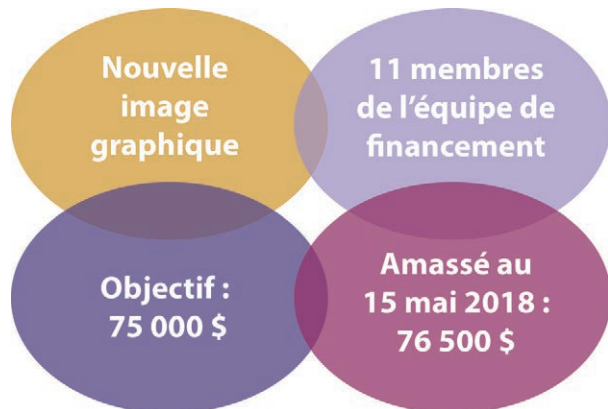 Nouvelle
image
graphique
11 membres
de l’équipe de
financement
Objectif :
75 000 $
Amassé au
15 mai 2018 :
76 500 $